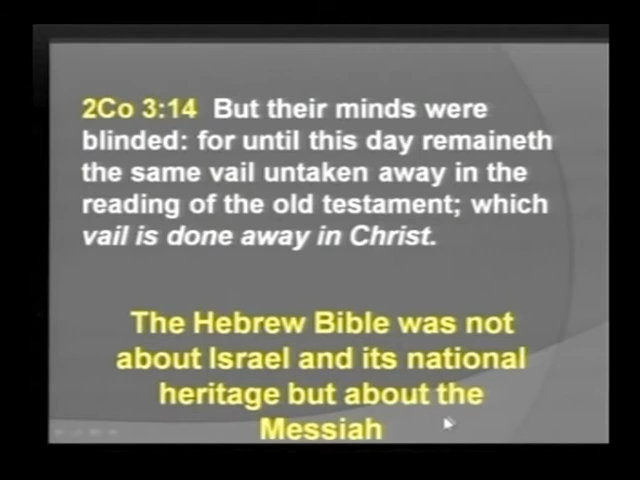 2Co 3:14 But their minds were
blinded: for until this day remaineth
the same vail untaken away in the
reading of the old testament; which
vail is done away in Christ.
The Hebrew Bible was not
about Israel and its national
heritage but about the
Messiah